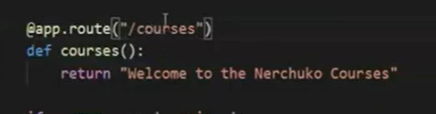 @app.route("/courses")
def courses():
    return "Welcome to the Nerchuko Courses"